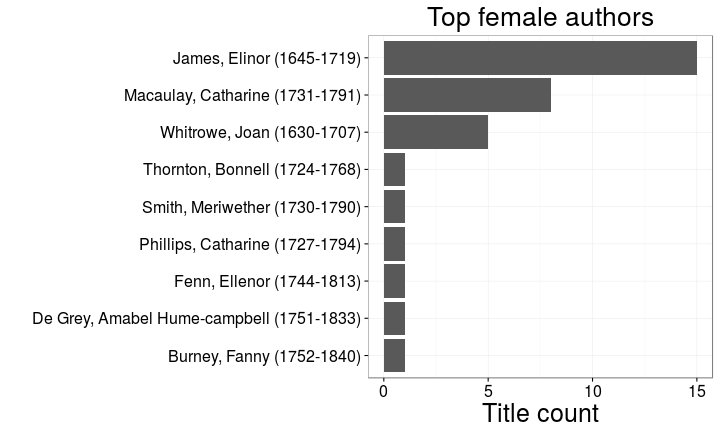 Top female authors
James, Elinor (1645-1719)
Macaulay, Catharine (1731-1791)
Whitrowe, Joan (1630-1707)
Thornton, Bonnell (1724-1768)
Smith, Meriwether (1730-1790)
Phillips, Catharine (1727-1794)
Fenn, Ellenor (1744-1813)
De Grey, Amabel Hume-campbell (1751-1833)
Burney, Fanny (1752-1840)
0 5 10 15
Title count